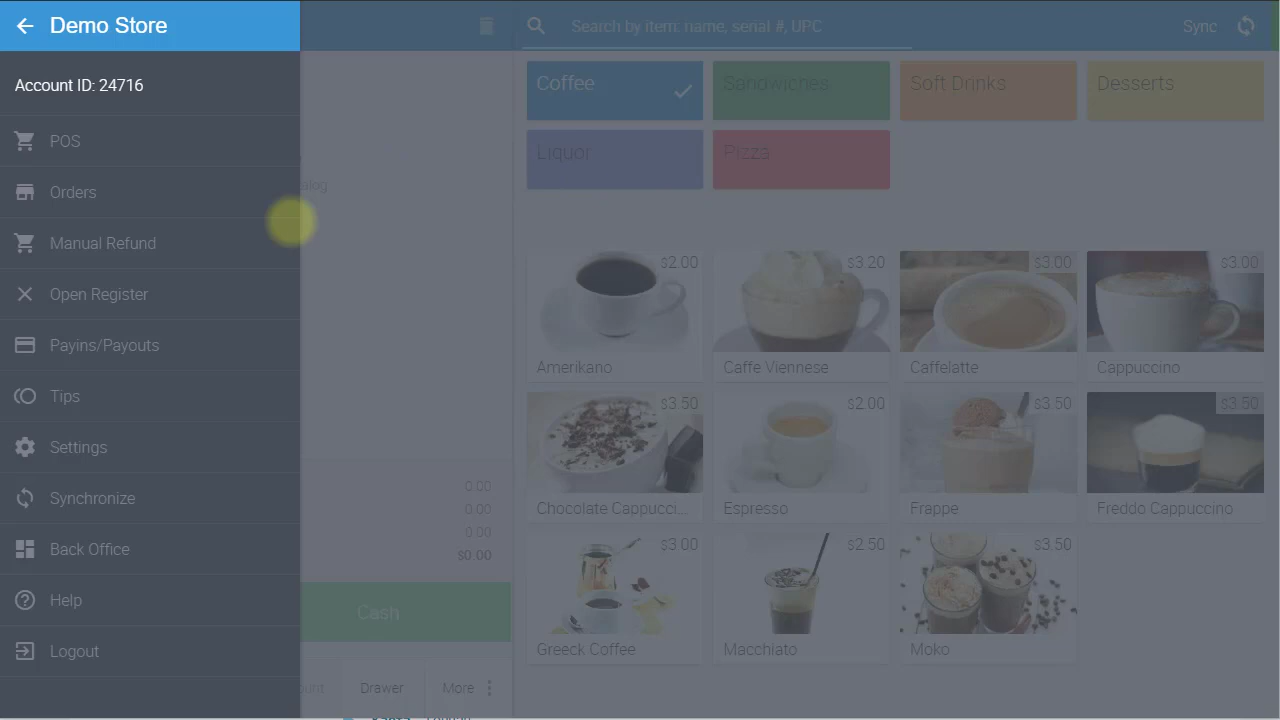 Demo Store
Account ID: 24716
POS
Orders
Manual Refund
Open Register
Payins/Payouts
Tips
Settings
Synchronize
Back Office
Help
Logout
0.00
0.00
0.00
$0.00
Cash
Drawer
More
Search by item: name, serial #, UPC
Sync
Coffee
Sandwiches
Soft Drinks
Desserts
Liquor
Pizza
$2.00
$3.20
$3.00
$3.00
Amerikano
Caffe Viennese
Caffelatte
Cappuccino
$3.50
$2.00
$3.50
$3.50
Chocolate Cappucci...
Espresso
Frappe
Freddo Cappuccino
$3.00
$2.50
$3.50
Greeck Coffee
Macchiato
Moko